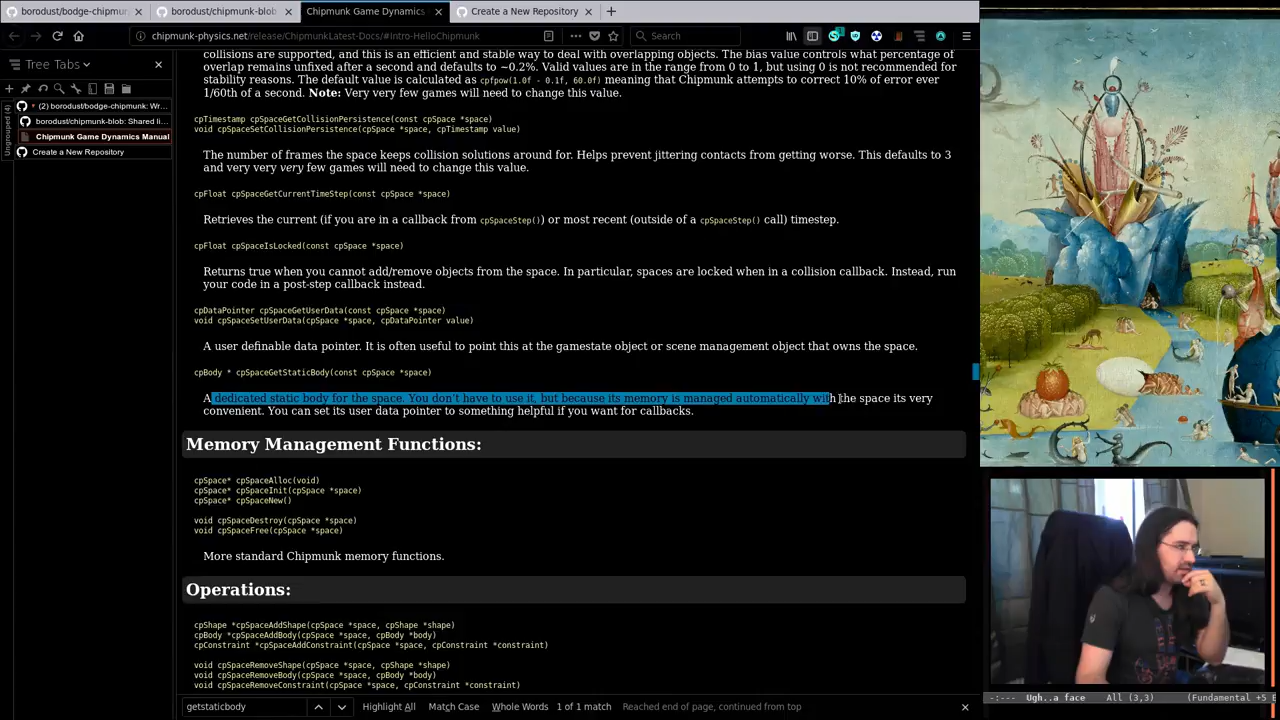 borodust/bodge-chipmun
borodust/chipmunk-blob
Chipmunk Game Dynamics
Create a New Repository
chipmunk-physics.net/release/ChipmunkLatest-Docs/#Intro-HelloChipmunk
Search
Tree Tabs
Ungrouped (4)
(2) borodust/bodge-chipmunk: Wr...
borodust/chipmunk-blob: Shared li...
Chipmunk Game Dynamics Manual
Create a New Repository
collisions are supported, and this is an efficient and stable way to deal with overlapping objects. The bias value controls what percentage of
overlap remains unfixed after a second and defaults to ~0.2%. Valid values are in the range from 0 to 1, but using 0 is not recommended for
stability reasons. The default value is calculated as cpfpow(1.0f - 0.1f, 60.0f) meaning that Chipmunk attempts to correct 10% of error ever
1/60th of a second. Note: Very very few games will need to change this value.
cpTimestamp cpSpaceGetCollisionPersistence(const cpSpace *space)
void cpSpaceSetCollisionPersistence(cpSpace *space, cpTimestamp value)
The number of frames the space keeps collision solutions around for. Helps prevent jittering contacts from getting worse. This defaults to 3
and very very very few games will need to change this value.
cpFloat cpSpaceGetCurrentTimeStep(const cpSpace *space)
Retrieves the current (if you are in a callback from cpSpaceStep()) or most recent (outside of a cpSpaceStep() call) timestep.
cpFloat cpSpaceIsLocked(const cpSpace *space)
Returns true when you cannot add/remove objects from the space. In particular, spaces are locked when in a collision callback. Instead, run
your code in a post-step callback instead.
cpDataPointer cpSpaceGetUserData(const cpSpace *space)
void cpSpaceSetUserData(cpSpace *space, cpDataPointer value)
A user definable data pointer. It is often useful to point this at the gamestate object or scene management object that owns the space.
cpBody * cpSpaceGetStaticBody(const cpSpace *space)
A dedicated static body for the space. You don't have to use it, but because its memory is managed automatically with the space its very
convenient. You can set its user data pointer to something helpful if you want for callbacks.
Memory Management Functions:
cpSpace* cpSpaceAlloc(void)
cpSpace* cpSpaceInit(cpSpace *space)
cpSpace* cpSpaceNew()
void cpSpaceDestroy(cpSpace *space)
void cpSpaceFree(cpSpace *space)
More standard Chipmunk memory functions.
Operations:
cpShape *cpSpaceAddShape(cpSpace *space, cpShape *shape)
cpBody *cpSpaceAddBody(cpSpace *space, cpBody *body)
cpConstraint *cpSpaceAddConstraint(cpSpace *space, cpConstraint *constraint)
void cpSpaceRemoveShape(cpSpace *space, cpShape *shape)
void cpSpaceRemoveBody(cpSpace *space, cpBody *body)
void cpSpaceRemoveConstraint(cpSpace *space, cpConstraint *constraint)
getstaticbody
Highlight All Match Case Whole Words 1 of 1 match Reached end of page, continued from top
-:--- Ugh..a face All (3,3) (Fundamental +5 E